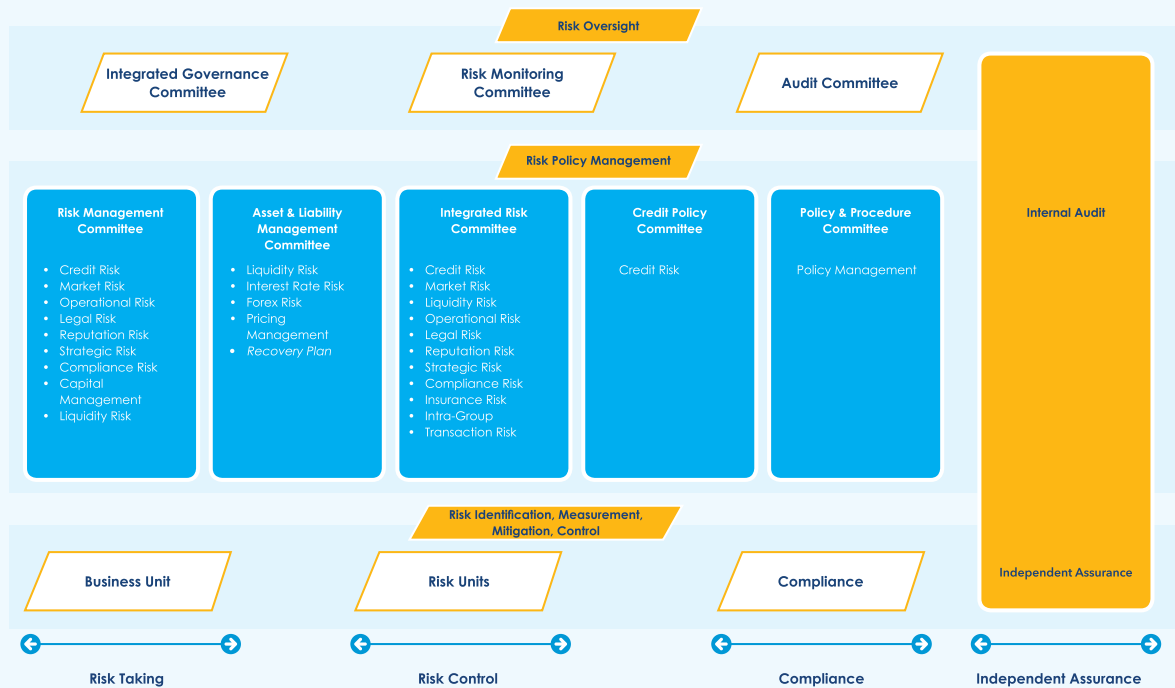 Risk Oversight
Integrated Governance
Committee
Risk Monitoring
Committee
Audit Committee
Risk Policy Management
Risk Management
Committee
• Credit Risk
• Market Risk
• Operational Risk
• Legal Risk
• Reputation Risk
• Strategic Risk
• Compliance Risk
• Capital
Management
• Liquidity Risk
Asset & Liability
Management
Committee
• Liquidity Risk
• Interest Rate Risk
• Forex Risk
• Pricing
Management
• Recovery Plan
Integrated Risk
Committee
• Credit Risk
• Market Risk
• Liquidity Risk
• Operational Risk
• Legal Risk
• Reputation Risk
• Strategic Risk
• Compliance Risk
• Insurance Risk
• Intra-Group
• Transaction Risk
Credit Policy
Committee
Credit Risk
Policy & Procedure
Committee
Policy Management
Internal Audit
Independent Assurance
Risk Identification, Measurement,
Mitigation, Control
Business Unit
Risk Units
Compliance
Risk Taking
Risk Control
Compliance
Independent Assurance